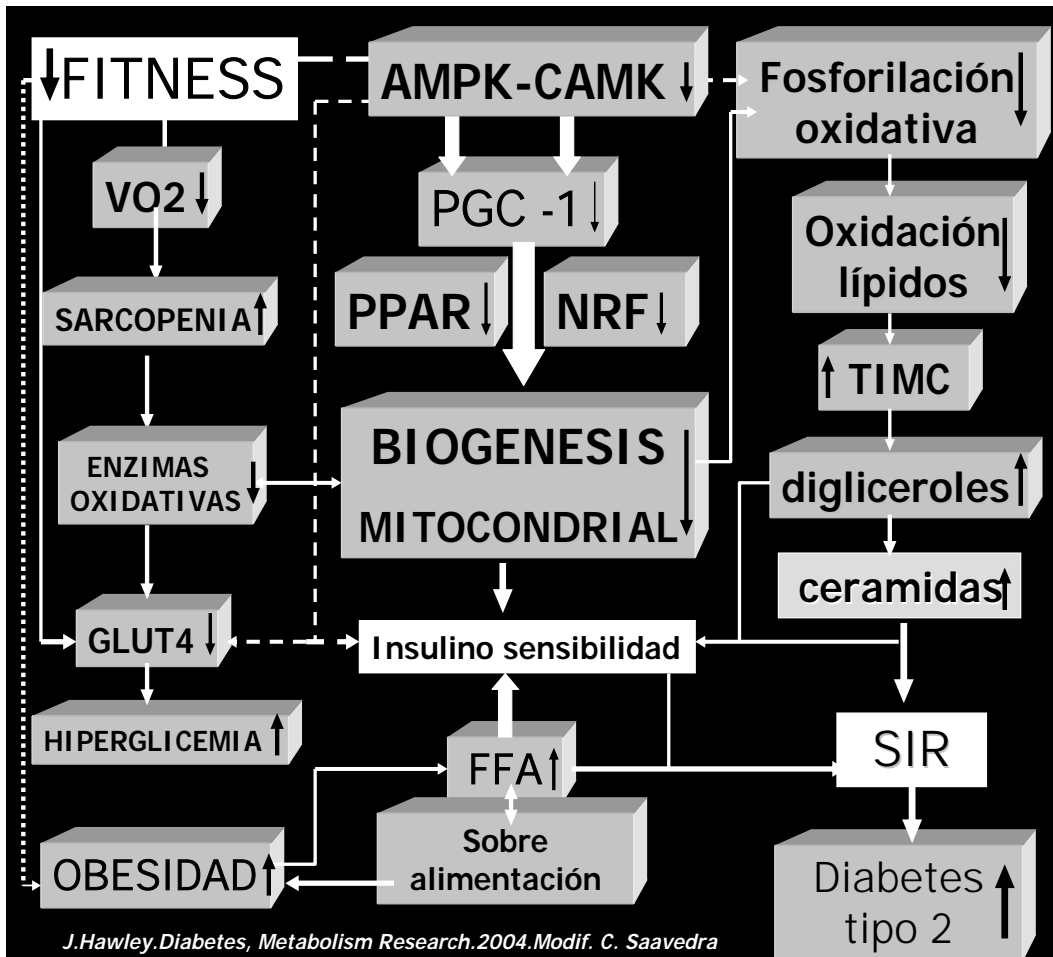 FITNESS
AMPK-CAMK
Fosforilación
oxidativa
VO2
PGC -1
Oxidación
lípidos
SARCOPENIA
PPAR
NRF
TIMC
ENZIMAS
OXIDATIVAS
BIOGENESIS
MITOCONDRIAL
digliceroles
ceramidas
GLUT4
Insulino sensibilidad
HIPERGLICEMIA
FFA
SIR
OBESIDAD
Sobre
alimentación
Diabetes
tipo 2
J.Hawley.Diabetes, Metabolism Research.2004.Modif. C. Saavedra